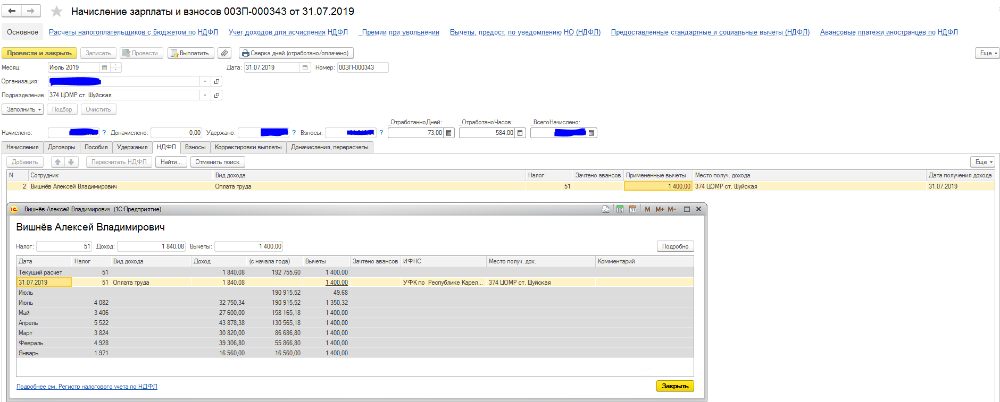 Начисление зарплаты и взносов 003П-000343 от 31.07.2019
Основное Расчеты налогоплательщиков с бюджетом по НДФЛ Учет доходов для исчисления НДФЛ _Премии при увольнении Вычеты, предост. по уведомлению НО (НДФЛ) Предоставленные стандартные и социальные вычеты (НДФЛ) Авансовые платежи иностранцев по НДФЛ
Провести и закрыть Записать Провести Выплатить Сверка дней (отработано/оплачено) Еще
Месяц: Июль 2019 Дата: 31.07.2019 Номер: 003П-000343
Организация:
Подразделение: 374 ЦОМР ст. Шуйская
Заполнить Подбор Очистить
_ОтработанноДней: _ОтработаноЧасов: _ВсегоНачислено:
Начислено: ? Доначислено: 0,00 Удержано: ? Взносы: ? 73,00 584,00
Начисления Договоры Пособия Удержания НДФЛ Взносы Корректировки выплаты Доначисления, перерасчеты
Добавить Пересчитать НДФЛ Найти... Отменить поиск Еще
N Сотрудник Вид дохода Налог Зачтено авансов Примененные вычеты Место получ. дохода Дата получения дохода
2 Вишнёв Алексей Владимирович Оплата труда 51 1 400,00 374 ЦОМР ст. Шуйская 31.07.2019
1С Вишнёв Алексей Владимирович (1С:Предприятие) 31 M M+ M-
Вишнёв Алексей Владимирович
Налог: 51 Доход: 1 840,08 Вычеты: 1 400,00 Подробно
Дата Налог Вид дохода Доход (с начала года) Вычеты Зачтено авансов ИФНС Место получ. дох. Комментарий
Текущий расчет 51 1 840,08 192 755,60 1 400,00
31.07.2019 51 Оплата труда 1 840,08 1 400,00 УФК по Республике Карел... 374 ЦОМР ст. Шуйская
Июль 190 915,52 49,68
Июнь 4 082 32 750,34 190 915,52 1 350,32
Май 3 406 27 600,00 158 165,18 1 400,00
Апрель 5 522 43 878,38 130 565,18 1 400,00
Март 3 824 30 820,00 86 686,80 1 400,00
Февраль 4 928 39 306,80 55 866,80 1 400,00
Январь 1 971 16 560,00 16 560,00 1 400,00
Подробнее см. Регистр налогового учета по НДФЛ Закрыть